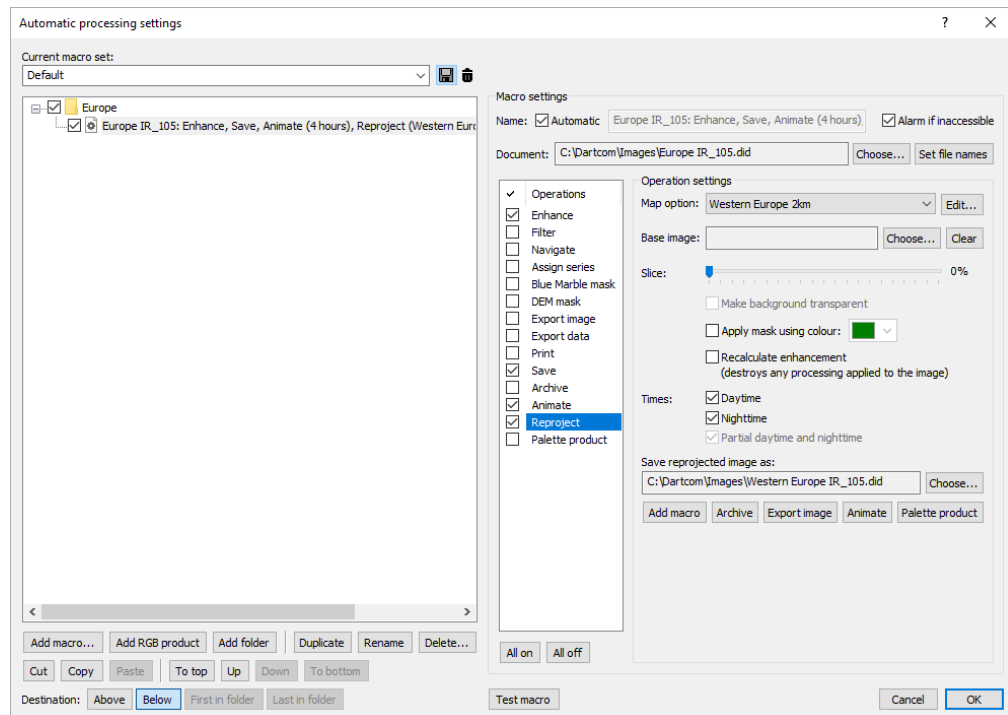 Automatic processing settings
?
Current macro set:
Default
Europe
Europe IR_105: Enhance, Save, Animate (4 hours), Reproject (Western Eur
Add macro...
Add RGB product
Add folder
Duplicate
Rename
Delete...
Cut
Copy
Paste
To top
Up
Down
To bottom
Destination:
Above
Below
First in folder
Last in folder
Macro settings
Name:
Automatic
Europe IR_105: Enhance, Save, Animate (4 hours)
Alarm if inaccessible
Document:
C:\Dartcom\Images\Europe IR_105.did
Choose...
Set file names
Operations
Enhance
Filter
Navigate
Assign series
Blue Marble mask
DEM mask
Export image
Export data
Print
Save
Archive
Animate
Reproject
Palette product
All on
All off
Operation settings
Map option:
Western Europe 2km
Edit...
Base image:
Choose...
Clear
Slice:
0%
Make background transparent
Apply mask using colour:
Recalculate enhancement
(destroys any processing applied to the image)
Times:
Daytime
Nighttime
Partial daytime and nighttime
Save reprojected image as:
C:\Dartcom\Images\Western Europe IR_105.did
Choose...
Add macro
Archive
Export image
Animate
Palette product
Test macro
Cancel
OK